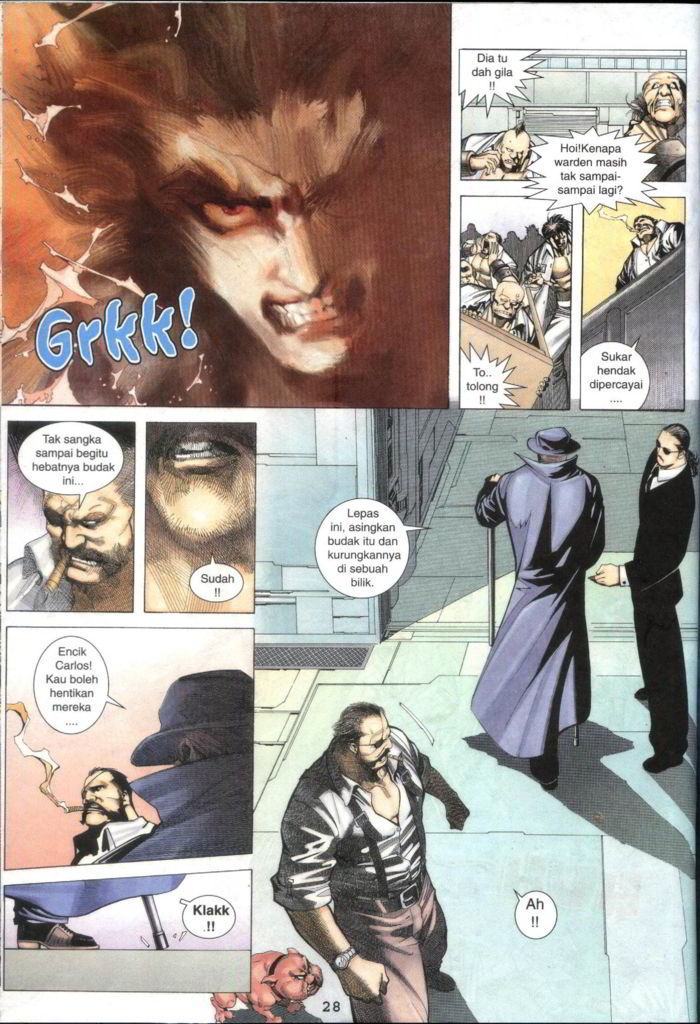 Grkk!
Dia tu
dah gila
!!
Hoi!Kenapa
warden masih
tak sampai-
sampai lagi?
To..
tolong
!!
Sukar
hendak
dipercayai
....
Tak sangka
sampai begitu
hebatnya budak
ini...
Sudah
!!
Lepas
ini, asingkan
budak itu dan
kurungkannya
di sebuah
bilik.
Encik
Carlos!
Kau boleh
hentikan
mereka
....
Klakk
.!!
Ah
!!
28